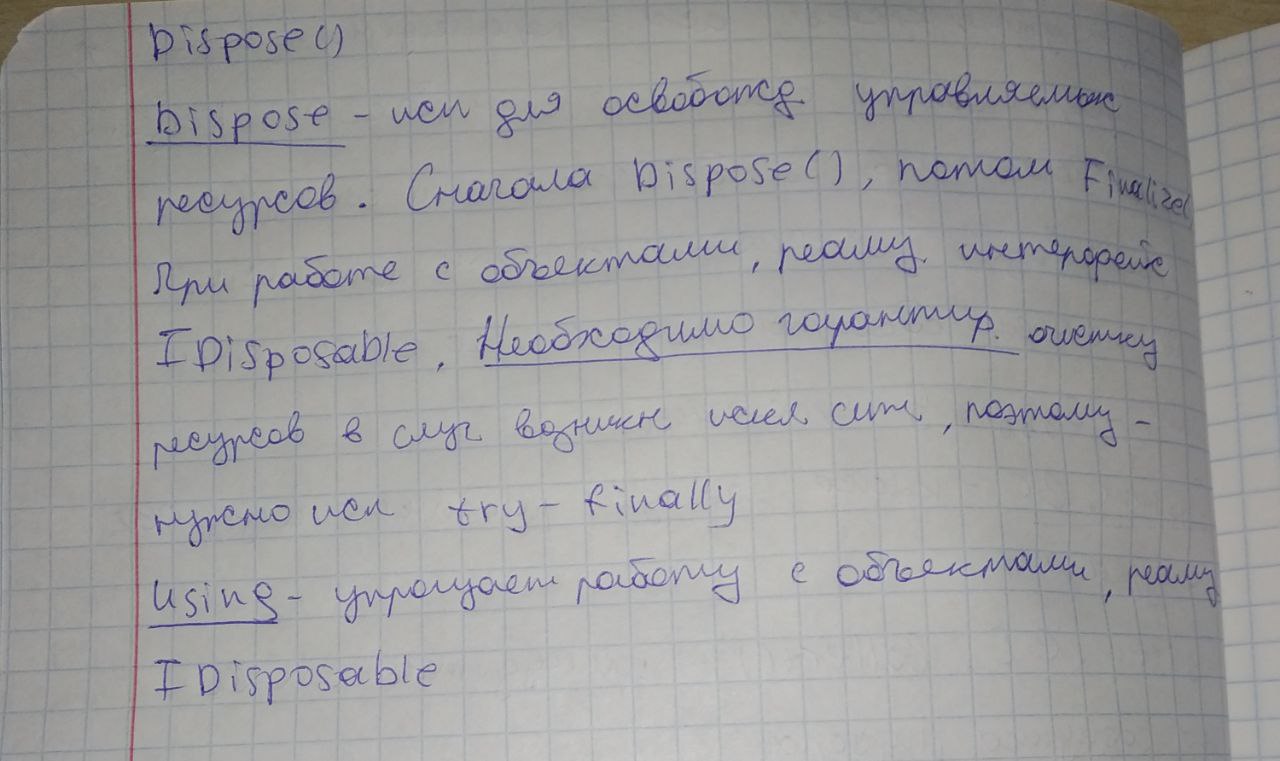 Dispose()
Dispose - исп для освобожд управляемых
ресурсов. Сначала Dispose(), потом Finalize(
При работе с объектами, реализ. интерфейс
IDisposable, Необходимо гарантир. очистку
ресурсов в случ возникн искл сит, поэтому -
нужно исп try - finally
Using - упрощает работу с объектами, реализ
IDisposable